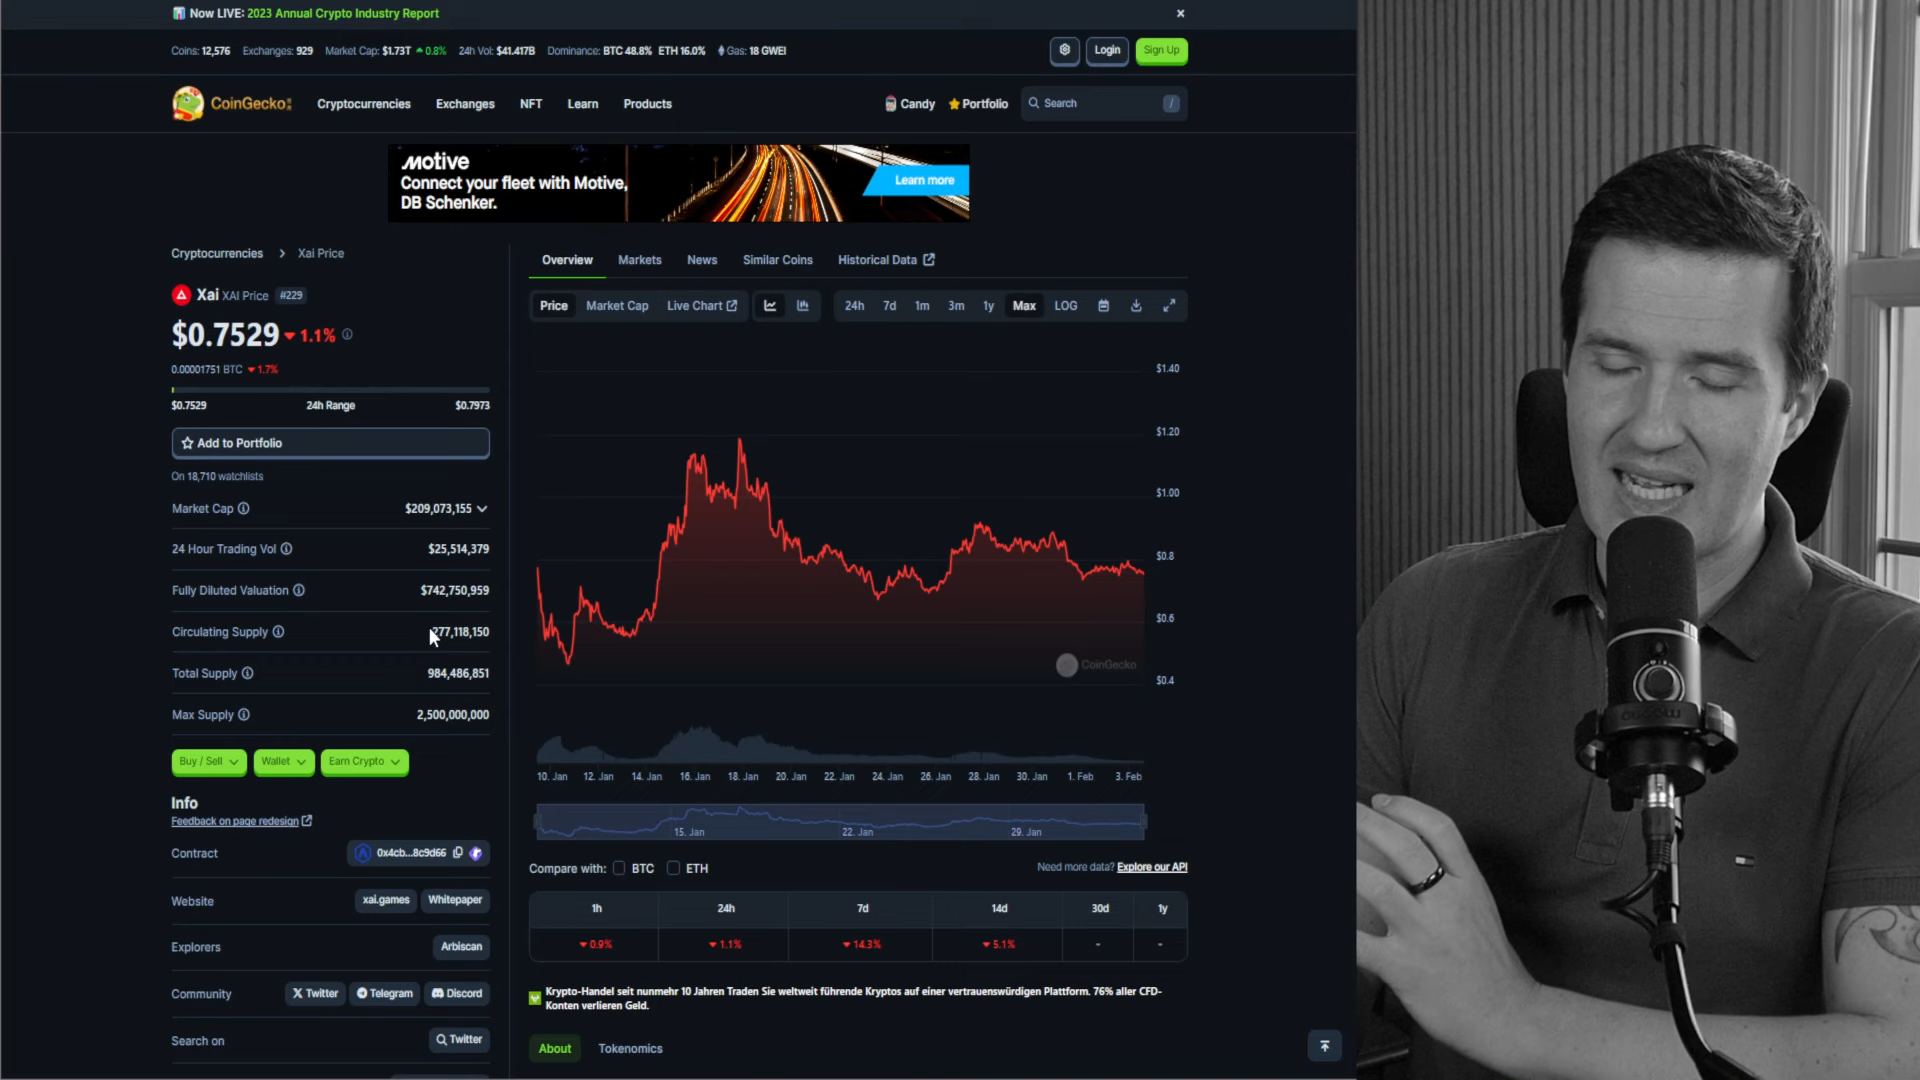 Now LIVE: 2023 Annual Crypto Industry Report
Coins: 12,576 Exchanges: 929 Market Cap: $1.73T 0.8% 24h Vol: $41.417B Dominance: BTC 48.8% ETH 16.0% Gas: 18 GWEI
Login
Sign Up
CoinGecko
Cryptocurrencies Exchanges NFT Learn Products
Candy Portfolio Search /
Motive
Connect your fleet with Motive,
DB Schenker.
Learn more
Cryptocurrencies > Xai Price
Xai XAI Price #229
$0.7529 1.1%
0.00001751 BTC 1.7%
$0.7529 24h Range $0.7973
Add to Portfolio
On 18,710 watchlists
Market Cap $209,073,155
24 Hour Trading Vol $25,514,379
Fully Diluted Valuation $742,750,959
Circulating Supply 277,118,150
Total Supply 984,486,851
Max Supply 2,500,000,000
Buy / Sell Wallet Earn Crypto
Info
Feedback on page redesign
Contract 0x4cb...8c9d66
Website xai.games Whitepaper
Explorers Arbiscan
Community Twitter Telegram Discord
Search on Twitter
Overview Markets News Similar Coins Historical Data
Price Market Cap Live Chart 24h 7d 1m 3m 1y Max LOG
$1.40
$1.20
$1.00
$0.8
$0.6
CoinGecko
$0.4
10. Jan 12. Jan 14. Jan 16. Jan 18. Jan 20. Jan 22. Jan 24. Jan 26. Jan 28. Jan 30. Jan 1. Feb 3. Feb
15. Jan 22. Jan 29. Jan
Compare with: BTC ETH
Need more data? Explore our API
1h 24h 7d 14d 30d 1y
0.9% 1.1% 14.3% 5.1% - -
Krypto-Handel seit nunmehr 10 Jahren Traden Sie weltweit führende Kryptos auf einer vertrauenswürdigen Plattform. 76% aller CFD-
Konten verlieren Geld.
About Tokenomics